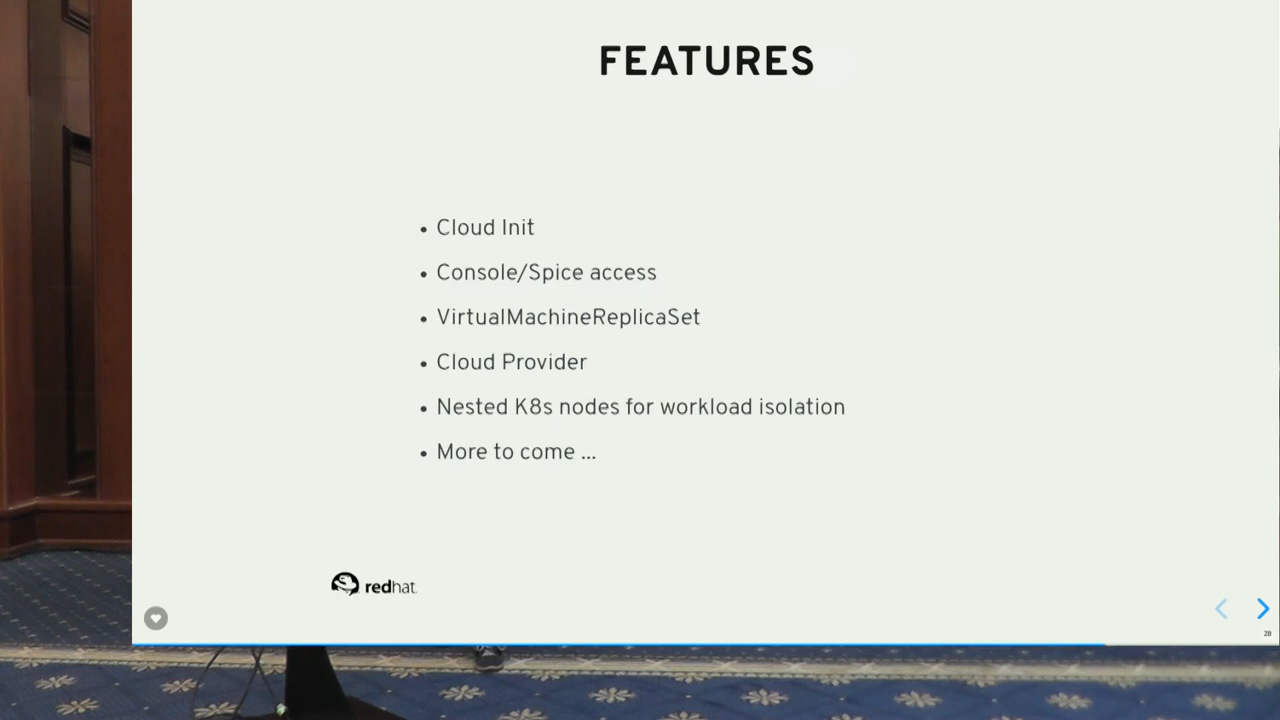 FEATURES
• Cloud Init
• Console/Spice access
• VirtualMachineReplicaSet
• Cloud Provider
• Nested K8s nodes for workload isolation
• More to come ...
redhat.
28